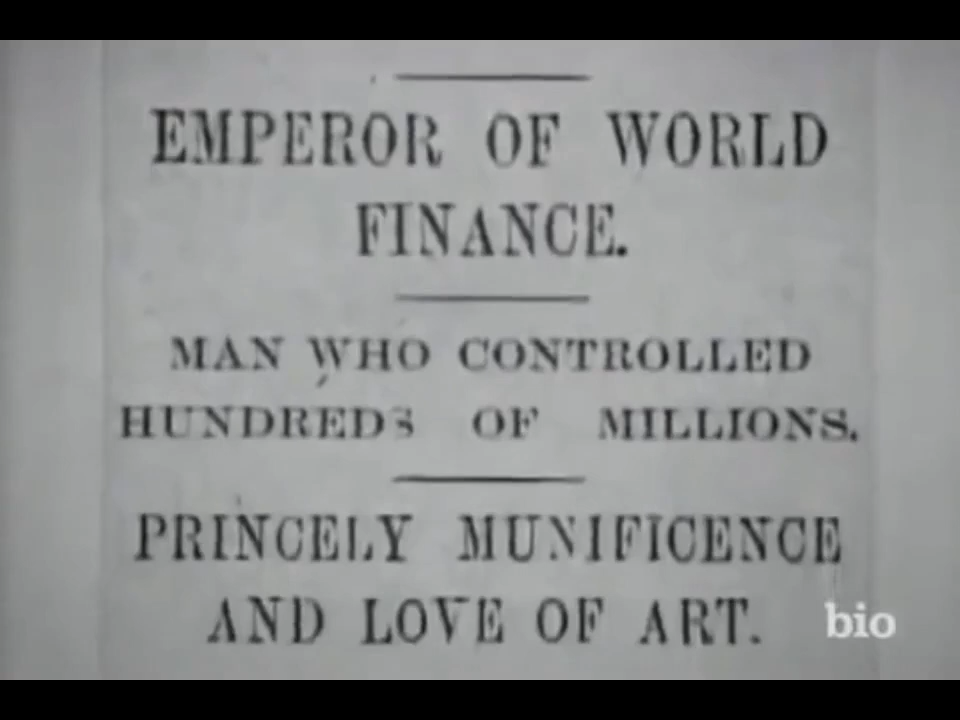 EMPEROR OF WORLD
FINANCE.
MAN WHO CONTROLLED
HUNDREDS OF MILLIONS.
PRINCELY MUNIFICENCE
AND LOVE OF ART.
bio